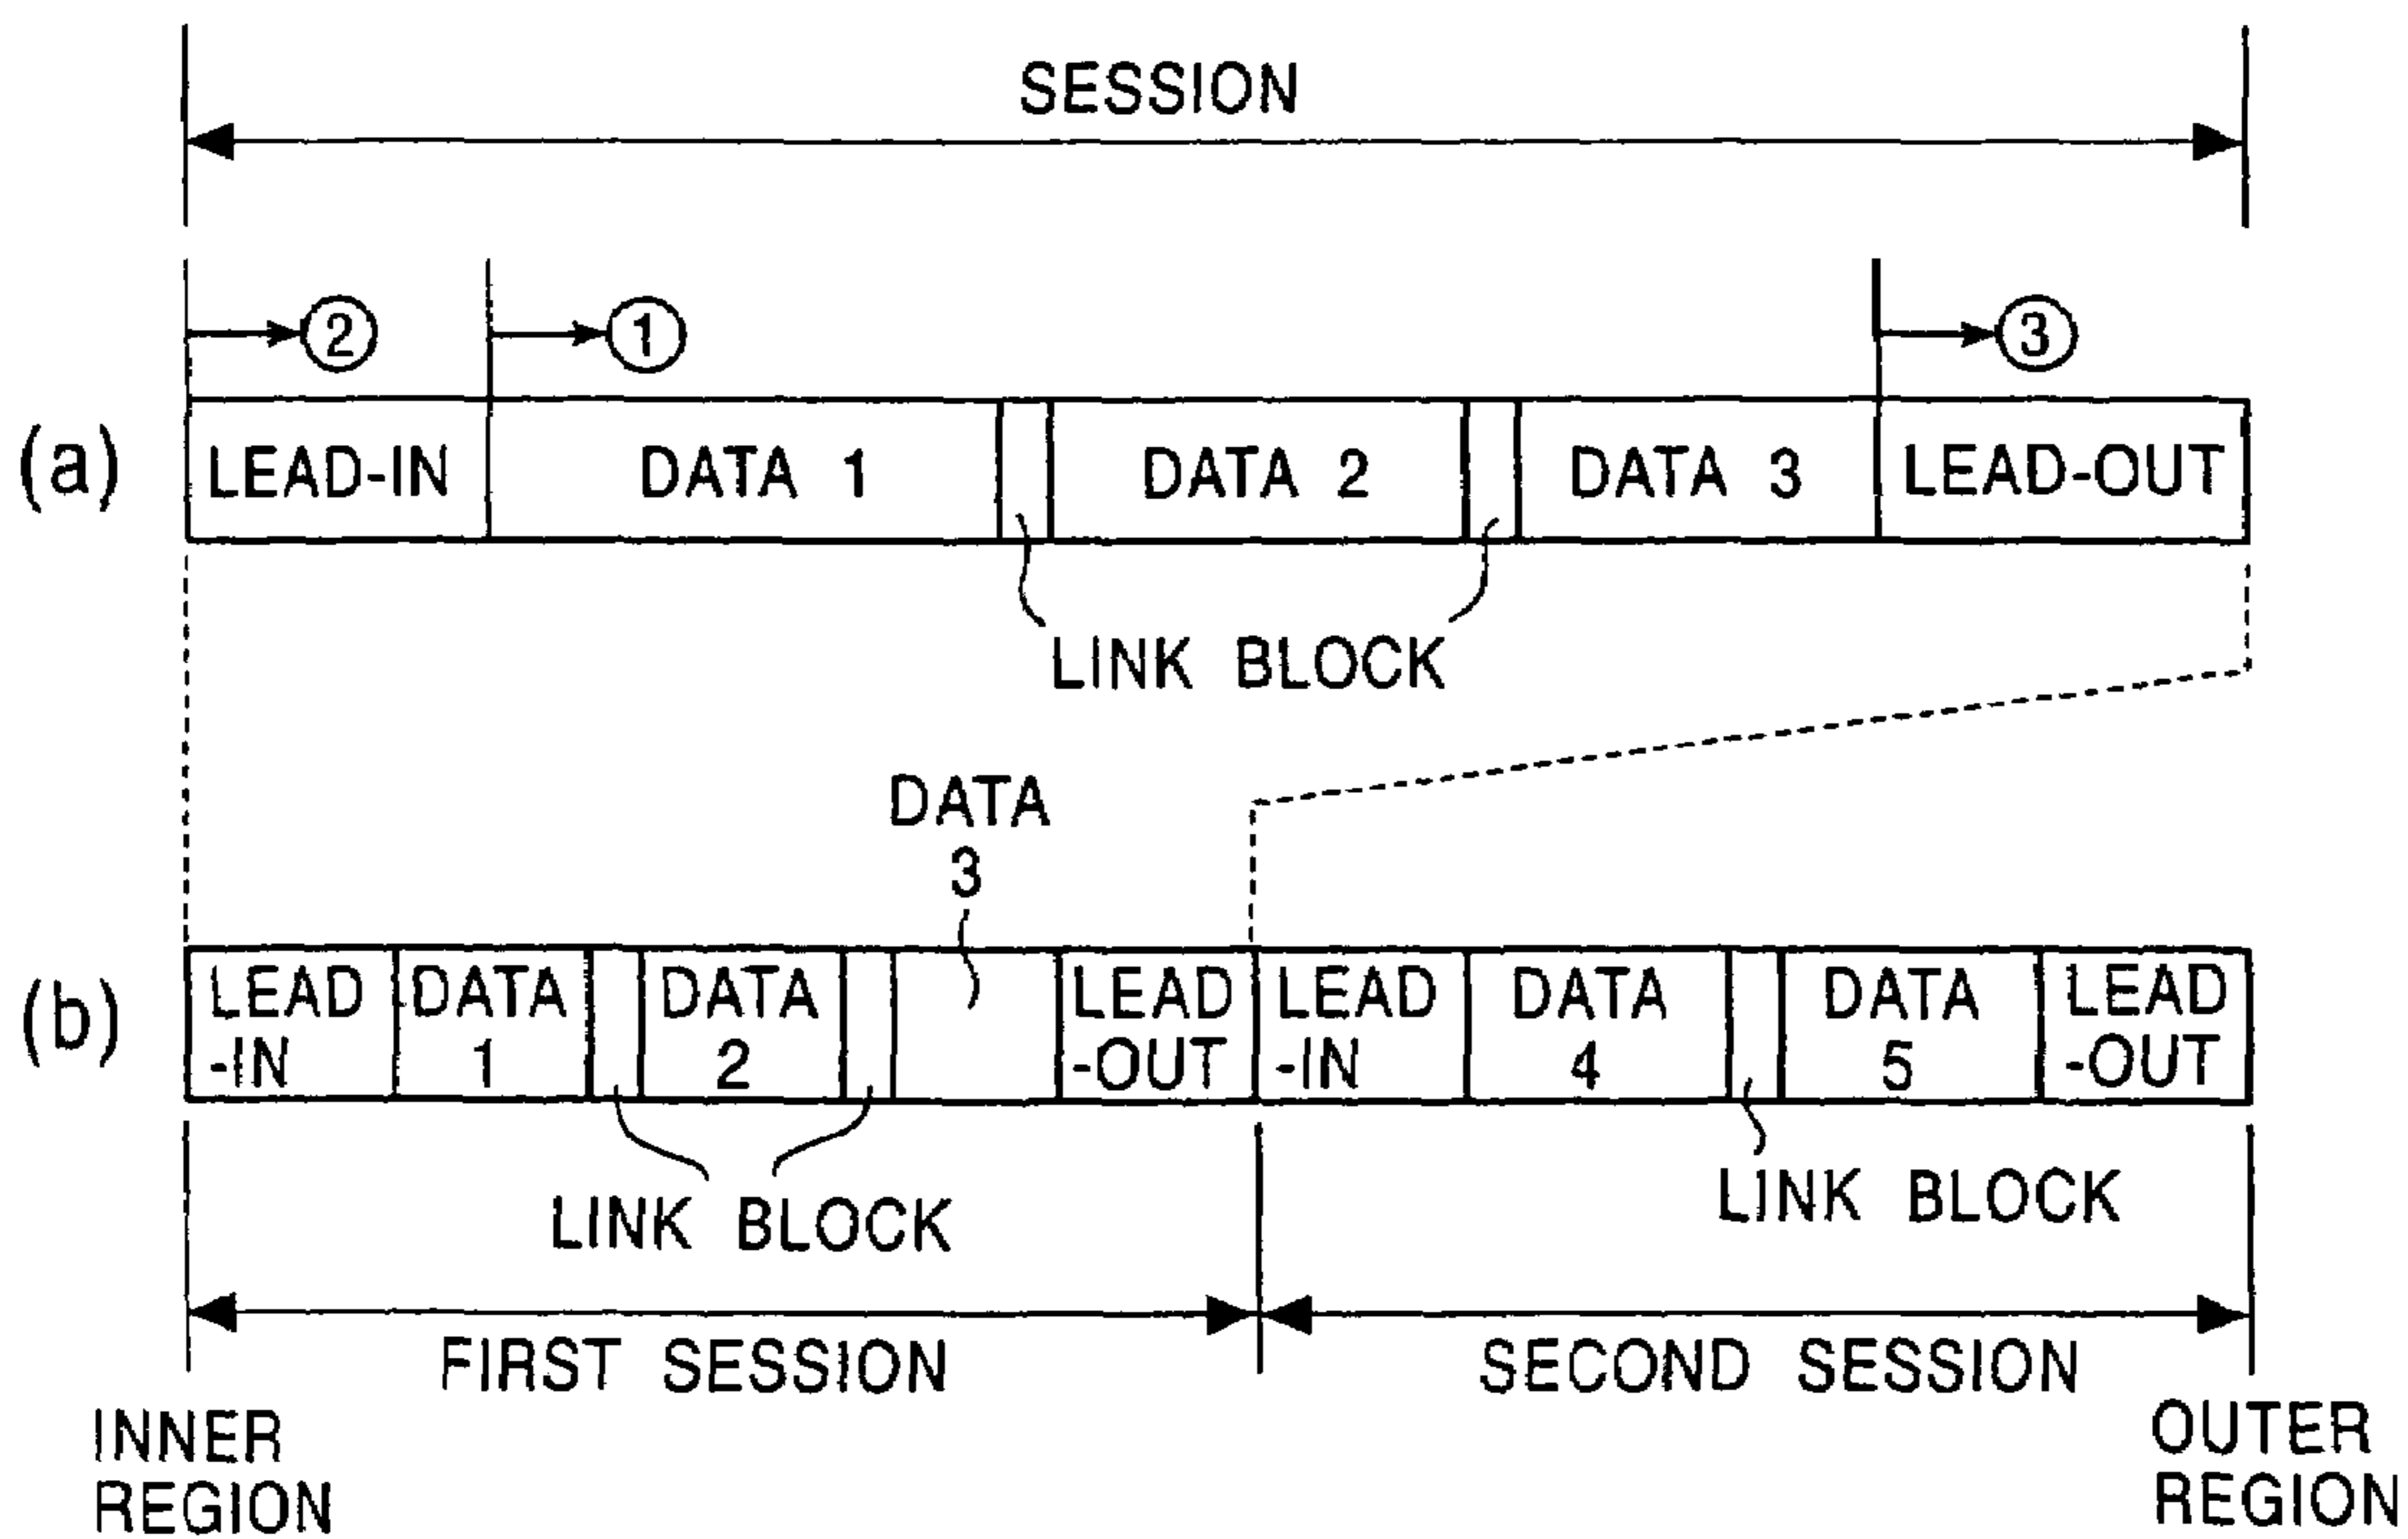 SESSION
② ① ③
(a) LEAD-IN DATA 1 DATA 2 DATA 3 LEAD-OUT
LINK BLOCK
DATA
3
(b) LEAD DATA DATA LEAD LEAD DATA DATA LEAD
-IN 1 2 -OUT -IN 4 5 -OUT
LINK BLOCK
LINK BLOCK
FIRST SESSION SECOND SESSION
INNER
REGION
OUTER
REGION